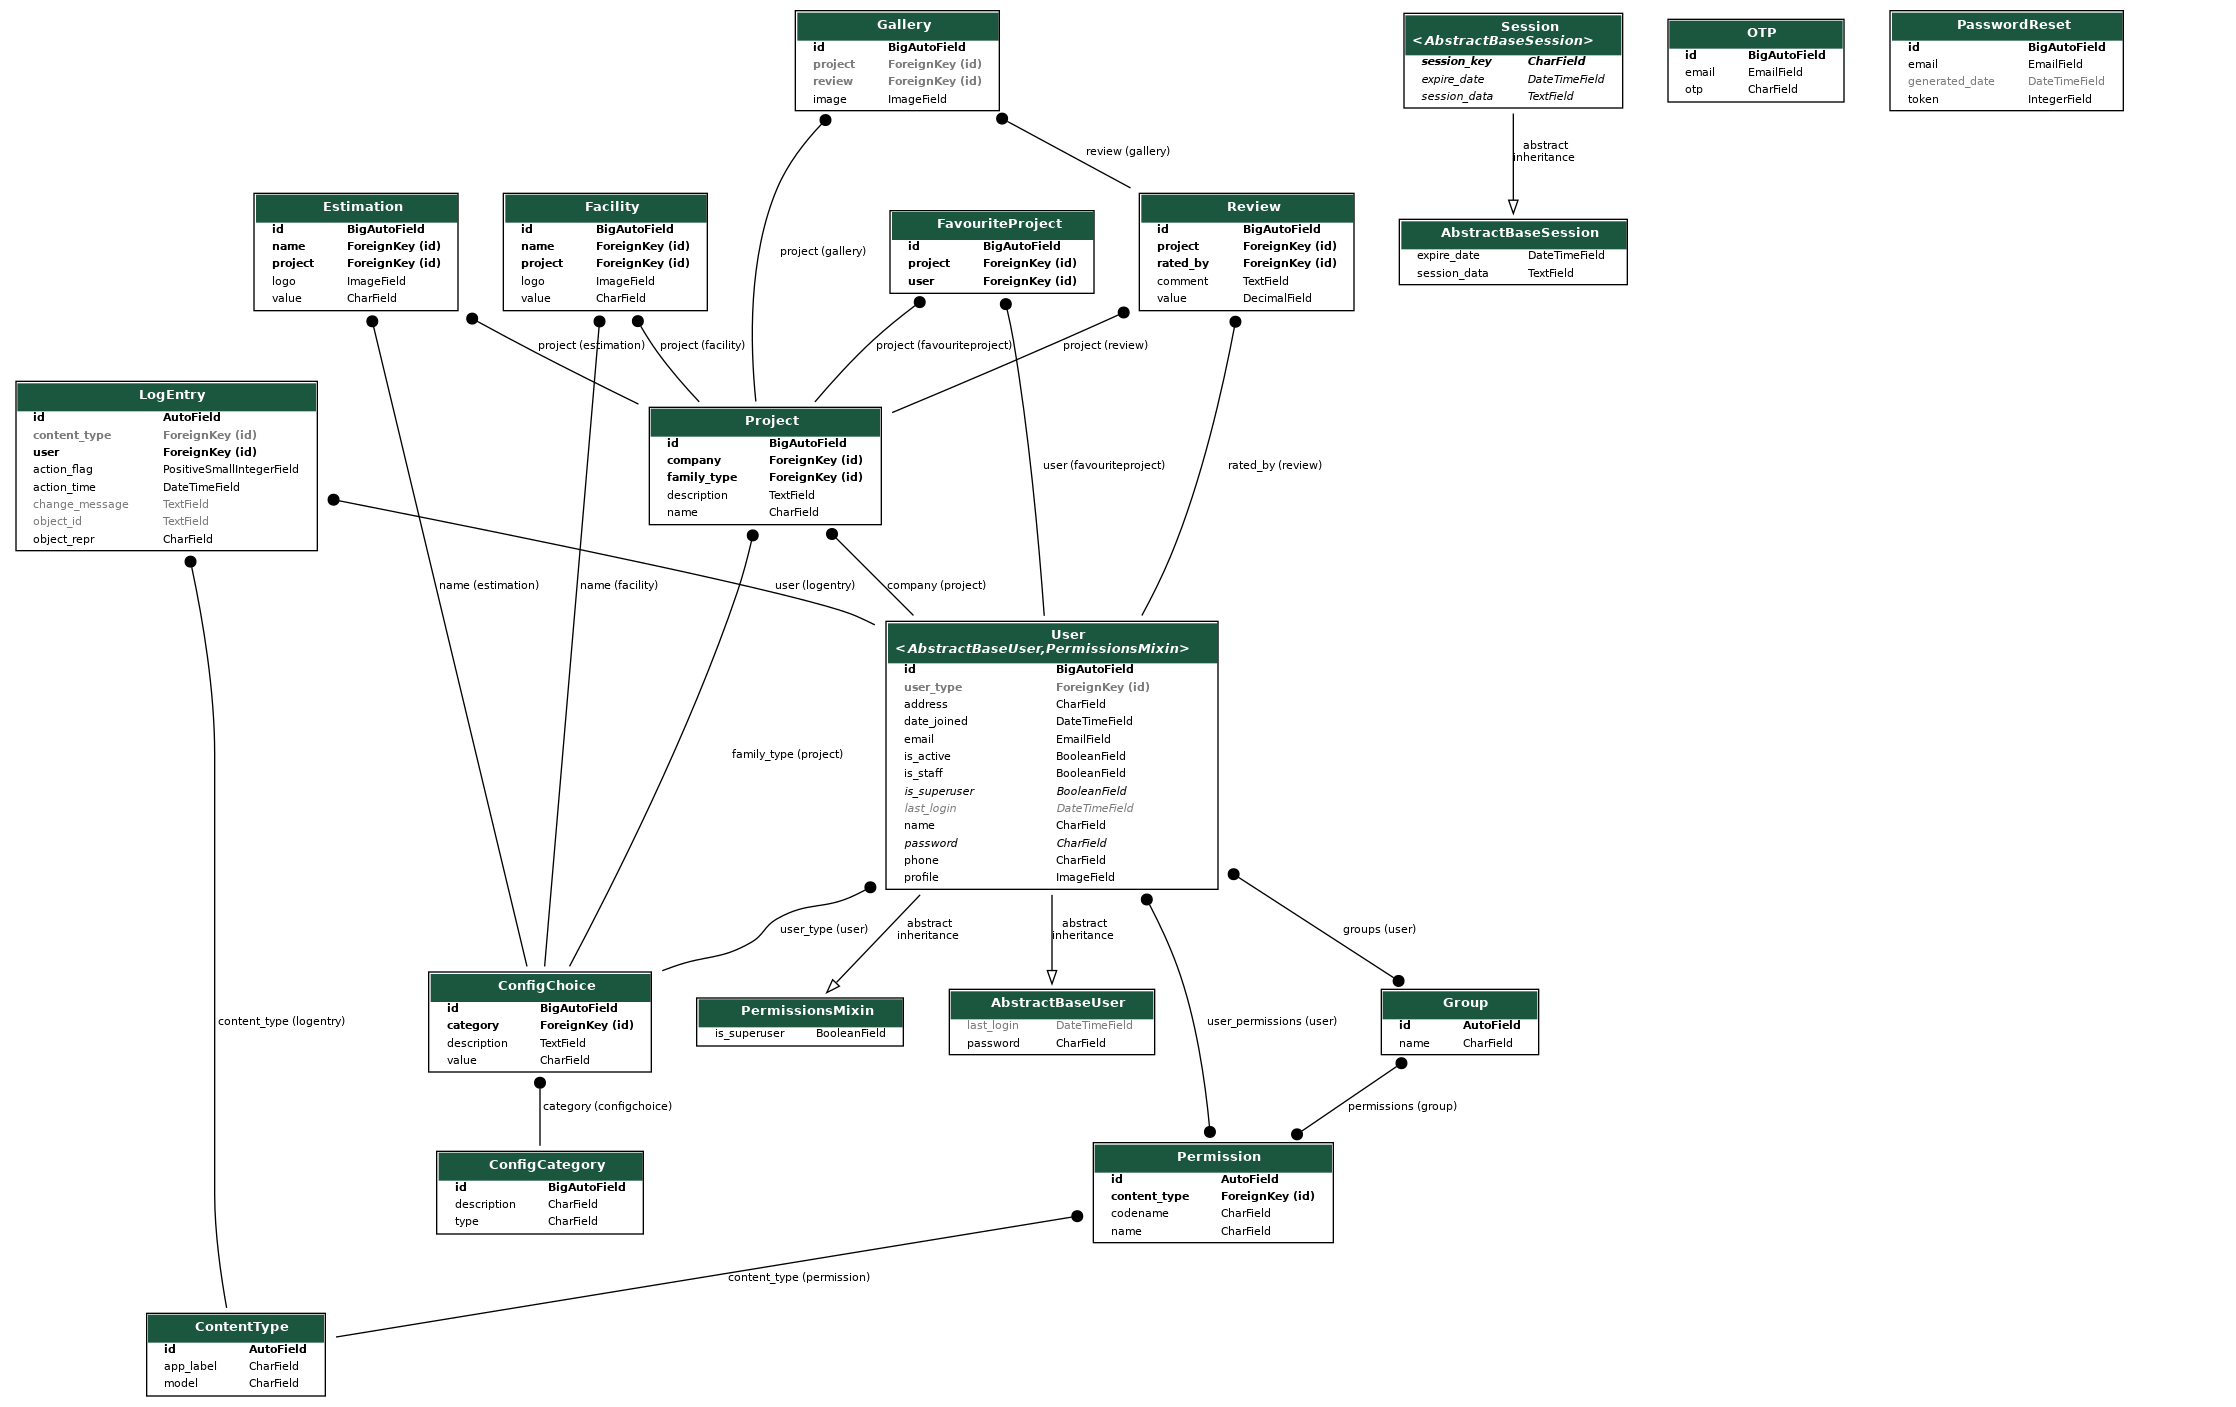 Gallery
id BigAutoField
project ForeignKey (id)
review ForeignKey (id)
image ImageField
Session
<AbstractBaseSession>
session_key CharField
expire_date DateTimeField
session_data TextField
OTP
id BigAutoField
email EmailField
otp CharField
PasswordReset
id BigAutoField
email EmailField
generated_date DateTimeField
token IntegerField
review (gallery)
abstract
inheritance
Estimation
id BigAutoField
name ForeignKey (id)
project ForeignKey (id)
logo ImageField
value CharField
Facility
id BigAutoField
name ForeignKey (id)
project ForeignKey (id)
logo ImageField
value CharField
project (gallery)
FavouriteProject
id BigAutoField
project ForeignKey (id)
user ForeignKey (id)
Review
id BigAutoField
project ForeignKey (id)
rated_by ForeignKey (id)
comment TextField
value DecimalField
AbstractBaseSession
expire_date DateTimeField
session_data TextField
project (estimation)
project (facility)
project (favouriteproject)
project (review)
LogEntry
id AutoField
content_type ForeignKey (id)
user ForeignKey (id)
action_flag PositiveSmallIntegerField
action_time DateTimeField
change_message TextField
object_id TextField
object_repr CharField
Project
id BigAutoField
company ForeignKey (id)
family_type ForeignKey (id)
description TextField
name CharField
user (favouriteproject)
rated_by (review)
name (estimation)
name (facility)
user (logentry)
company (project)
User
<AbstractBaseUser,PermissionsMixin>
id BigAutoField
user_type ForeignKey (id)
address CharField
date_joined DateTimeField
email EmailField
is_active BooleanField
is_staff BooleanField
is_superuser BooleanField
last_login DateTimeField
name CharField
password CharField
phone CharField
profile ImageField
family_type (project)
user_type (user)
abstract
inheritance
abstract
inheritance
groups (user)
ConfigChoice
id BigAutoField
category ForeignKey (id)
description TextField
value CharField
PermissionsMixin
is_superuser BooleanField
AbstractBaseUser
last_login DateTimeField
password CharField
user_permissions (user)
Group
id AutoField
name CharField
content_type (logentry)
category (configchoice)
permissions (group)
ConfigCategory
id BigAutoField
description CharField
type CharField
Permission
id AutoField
content_type ForeignKey (id)
codename CharField
name CharField
content_type (permission)
ContentType
id AutoField
app_label CharField
model CharField